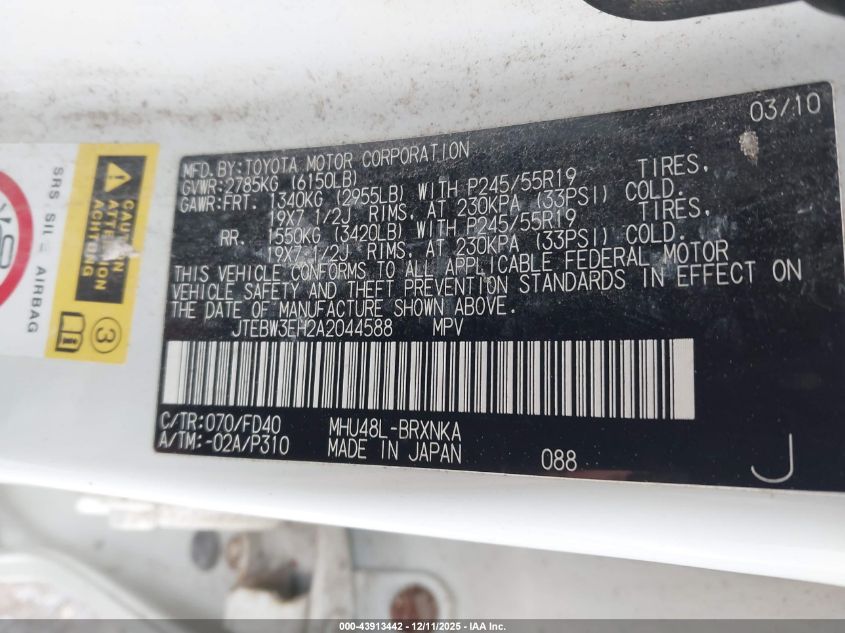 03/10
MFD. BY:TOYOTA MOTOR CORPORATION
GVWR:2785KG (6150LB)
GAWR:FRT. 1340KG (2955LB) WITH P245/55R19 TIRES,
19X7 1/2J RIMS, AT 230KPA (33PSI) COLD.
RR. 1550KG (3420LB) WITH P245/55R19 TIRES,
19X7 1/2J RIMS, AT 230KPA (33PSI) COLD.
THIS VEHICLE CONFORMS TO ALL APPLICABLE FEDERAL MOTOR
VEHICLE SAFETY AND THEFT PREVENTION STANDARDS IN EFFECT ON
THE DATE OF MANUFACTURE SHOWN ABOVE.
JTEBW3EH2A2044588 MPV
C/TR:070/FD40 MHU48L-BRXNKA
A/TM:-02A/P310 MADE IN JAPAN 088 J
SRS SIL= AIRBAG
CAUTION
ATTENTION
ACHTUNG
3
000-43913442 - 12/11/2025 - © IAA Inc.